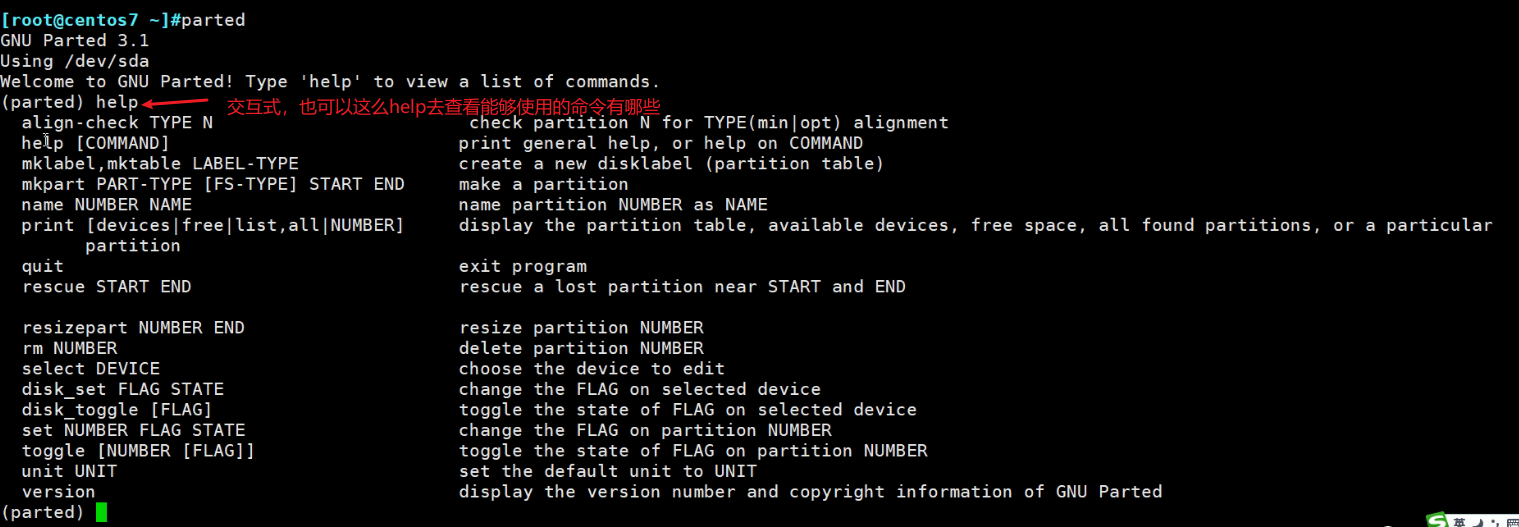 [root@centos7 ~]#parted
GNU Parted 3.1
Using /dev/sda
Welcome to GNU Parted! Type 'help' to view a list of commands.
(parted) help
交互式，也可以这么help去查看能够使用的命令有哪些
align-check TYPE N check partition N for TYPE(min|opt) alignment
help [COMMAND] print general help, or help on COMMAND
mklabel,mktable LABEL-TYPE create a new disklabel (partition table)
mkpart PART-TYPE [FS-TYPE] START END make a partition
name NUMBER NAME name partition NUMBER as NAME
print [devices|free|list,all|NUMBER] display the partition table, available devices, free space, all found partitions, or a particular
partition
quit exit program
rescue START END rescue a lost partition near START and END
resizepart NUMBER END resize partition NUMBER
rm NUMBER delete partition NUMBER
select DEVICE choose the device to edit
disk_set FLAG STATE change the FLAG on selected device
disk_toggle [FLAG] toggle the state of FLAG on selected device
set NUMBER FLAG STATE change the FLAG on partition NUMBER
toggle [NUMBER [FLAG]] toggle the state of FLAG on partition NUMBER
unit UNIT set the default unit to UNIT
version display the version number and copyright information of GNU Parted
(parted)
S 英